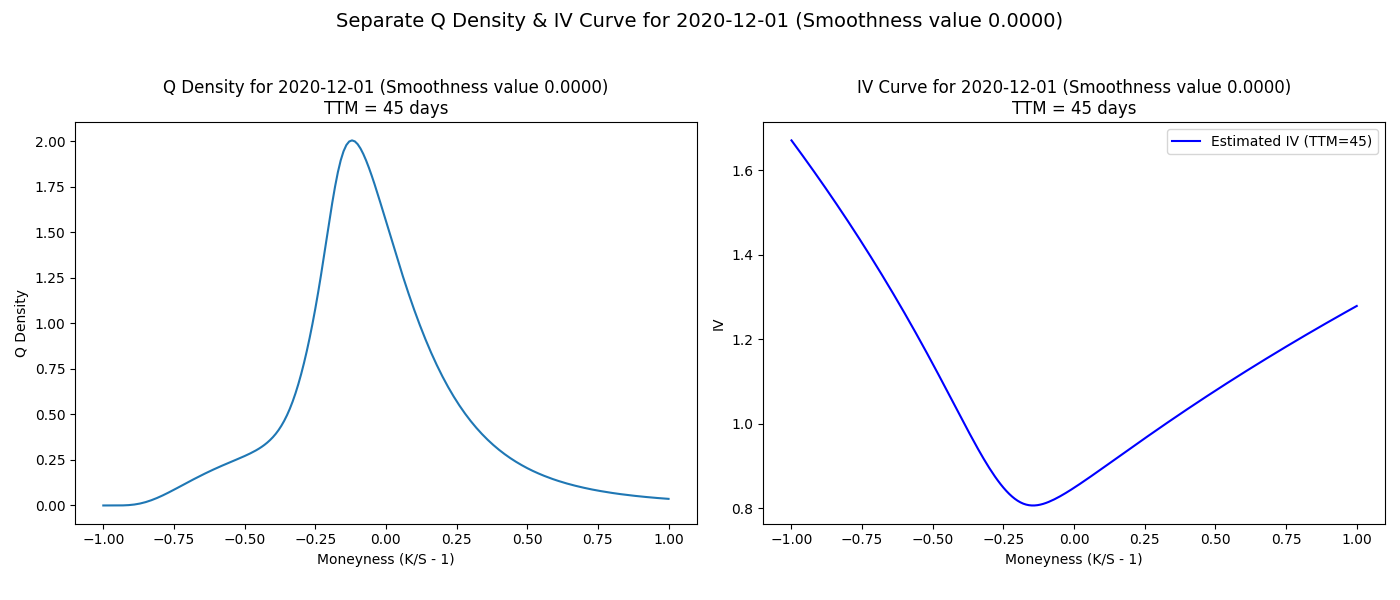 Separate Q Density & IV Curve for 2020-12-01 (Smoothness value 0.0000)
Q Density for 2020-12-01 (Smoothness value 0.0000)
TTM = 45 days
2.00
1.75
1.50
1.25
1.00
0.75
0.50
0.25
0.00
Q Density
−1.00 −0.75 −0.50 −0.25 0.00 0.25 0.50 0.75 1.00
Moneyness (K/S - 1)
IV Curve for 2020-12-01 (Smoothness value 0.0000)
TTM = 45 days
Estimated IV (TTM=45)
1.6
1.4
1.2
1.0
0.8
IV
−1.00 −0.75 −0.50 −0.25 0.00 0.25 0.50 0.75 1.00
Moneyness (K/S - 1)